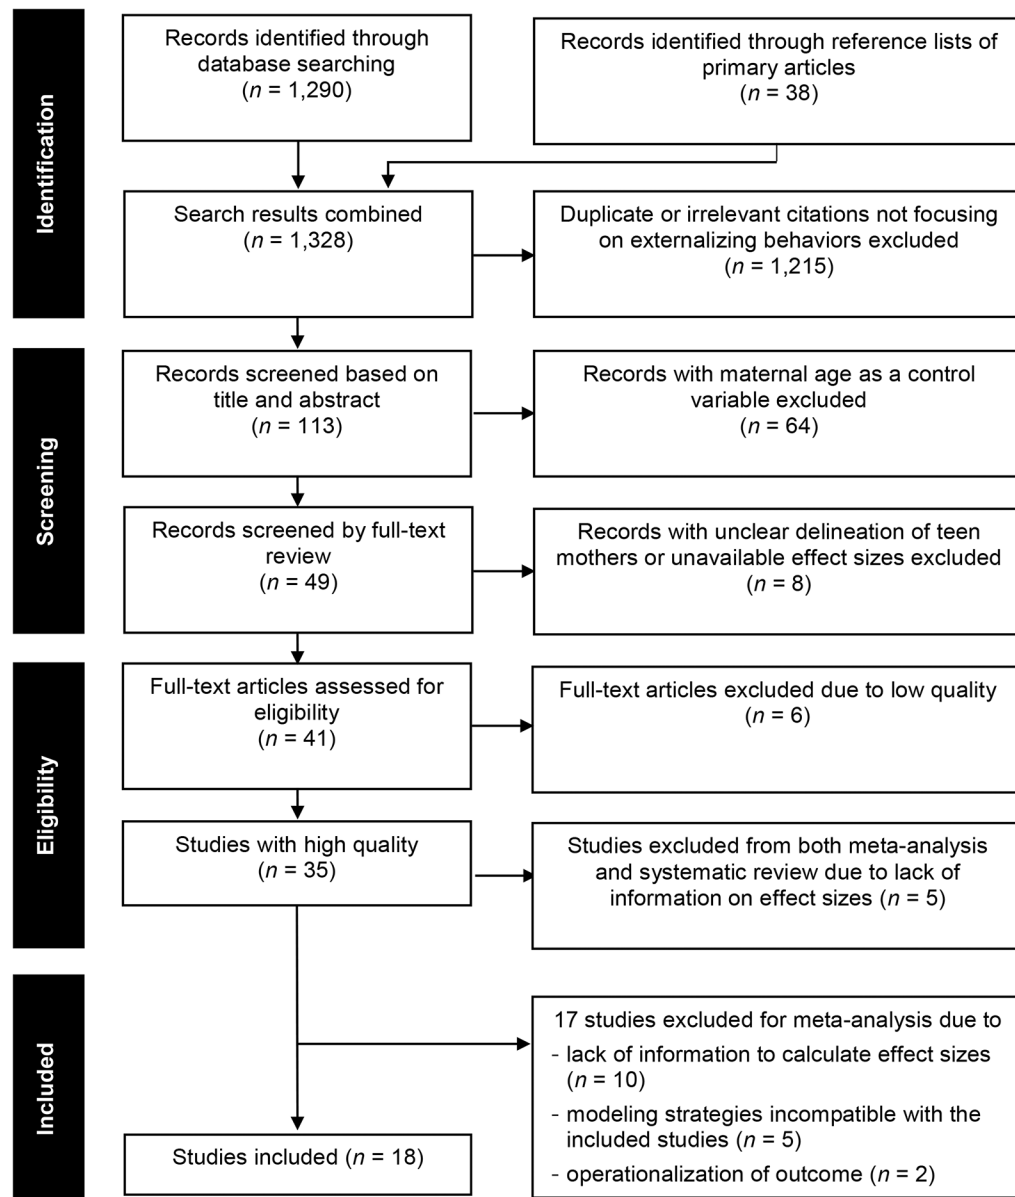 Identification
Records identified through
database searching
(n = 1,290)
Records identified through reference lists of
primary articles
(n = 38)
Search results combined
(n = 1,328)
Duplicate or irrelevant citations not focusing
on externalizing behaviors excluded
(n = 1,215)
Screening
Records screened based on
title and abstract
(n = 113)
Records with maternal age as a control
variable excluded
(n = 64)
Records screened by full-text
review
(n = 49)
Records with unclear delineation of teen
mothers or unavailable effect sizes excluded
(n = 8)
Eligibility
Full-text articles assessed for
eligibility
(n = 41)
Full-text articles excluded due to low quality
(n = 6)
Studies with high quality
(n = 35)
Studies excluded from both meta-analysis
and systematic review due to lack of
information on effect sizes (n = 5)
Included
17 studies excluded for meta-analysis due to
- lack of information to calculate effect sizes
(n = 10)
- modeling strategies incompatible with the
included studies (n = 5)
- operationalization of outcome (n = 2)
Studies included (n = 18)